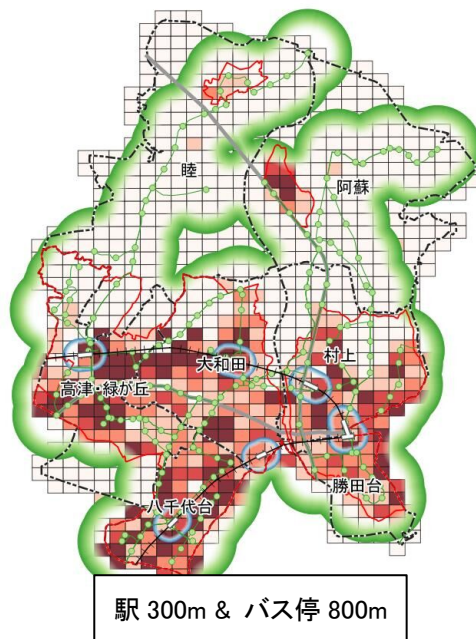 睦
阿蘇
大和田
村上
高津・緑が丘
八千代台
勝田台
駅 300m & バス停 800m